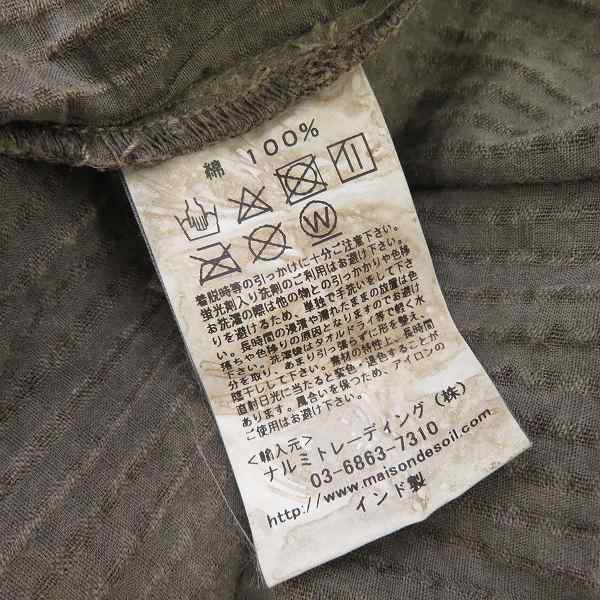 綿 100%
W
着脱時等の引っかけに十分ご注意下さい。
蛍光剤入り洗剤のご利用はお避け下さい。
お洗濯の際は他の物との引っかかりや色移
りを避けるため、単独で手洗いをして下さ
い。長時間の浸漬や濡れたままの放置は色
落ちや色移りの原因となりますのでお避け
下さい。洗濯後はタオルドライ等で軽く水
分を取り、あまり引っ張らずに形を整え、
陰干しして下さい。素材の特性上、長時間
直射日光に当たると変色・退色することが
あります。風合いを保つため、アイロンの
ご使用はお避け下さい。
<輸入元>
ナルミトレーディング(株)
03-6863-7310
http://www.maisondesoil.com
インド製